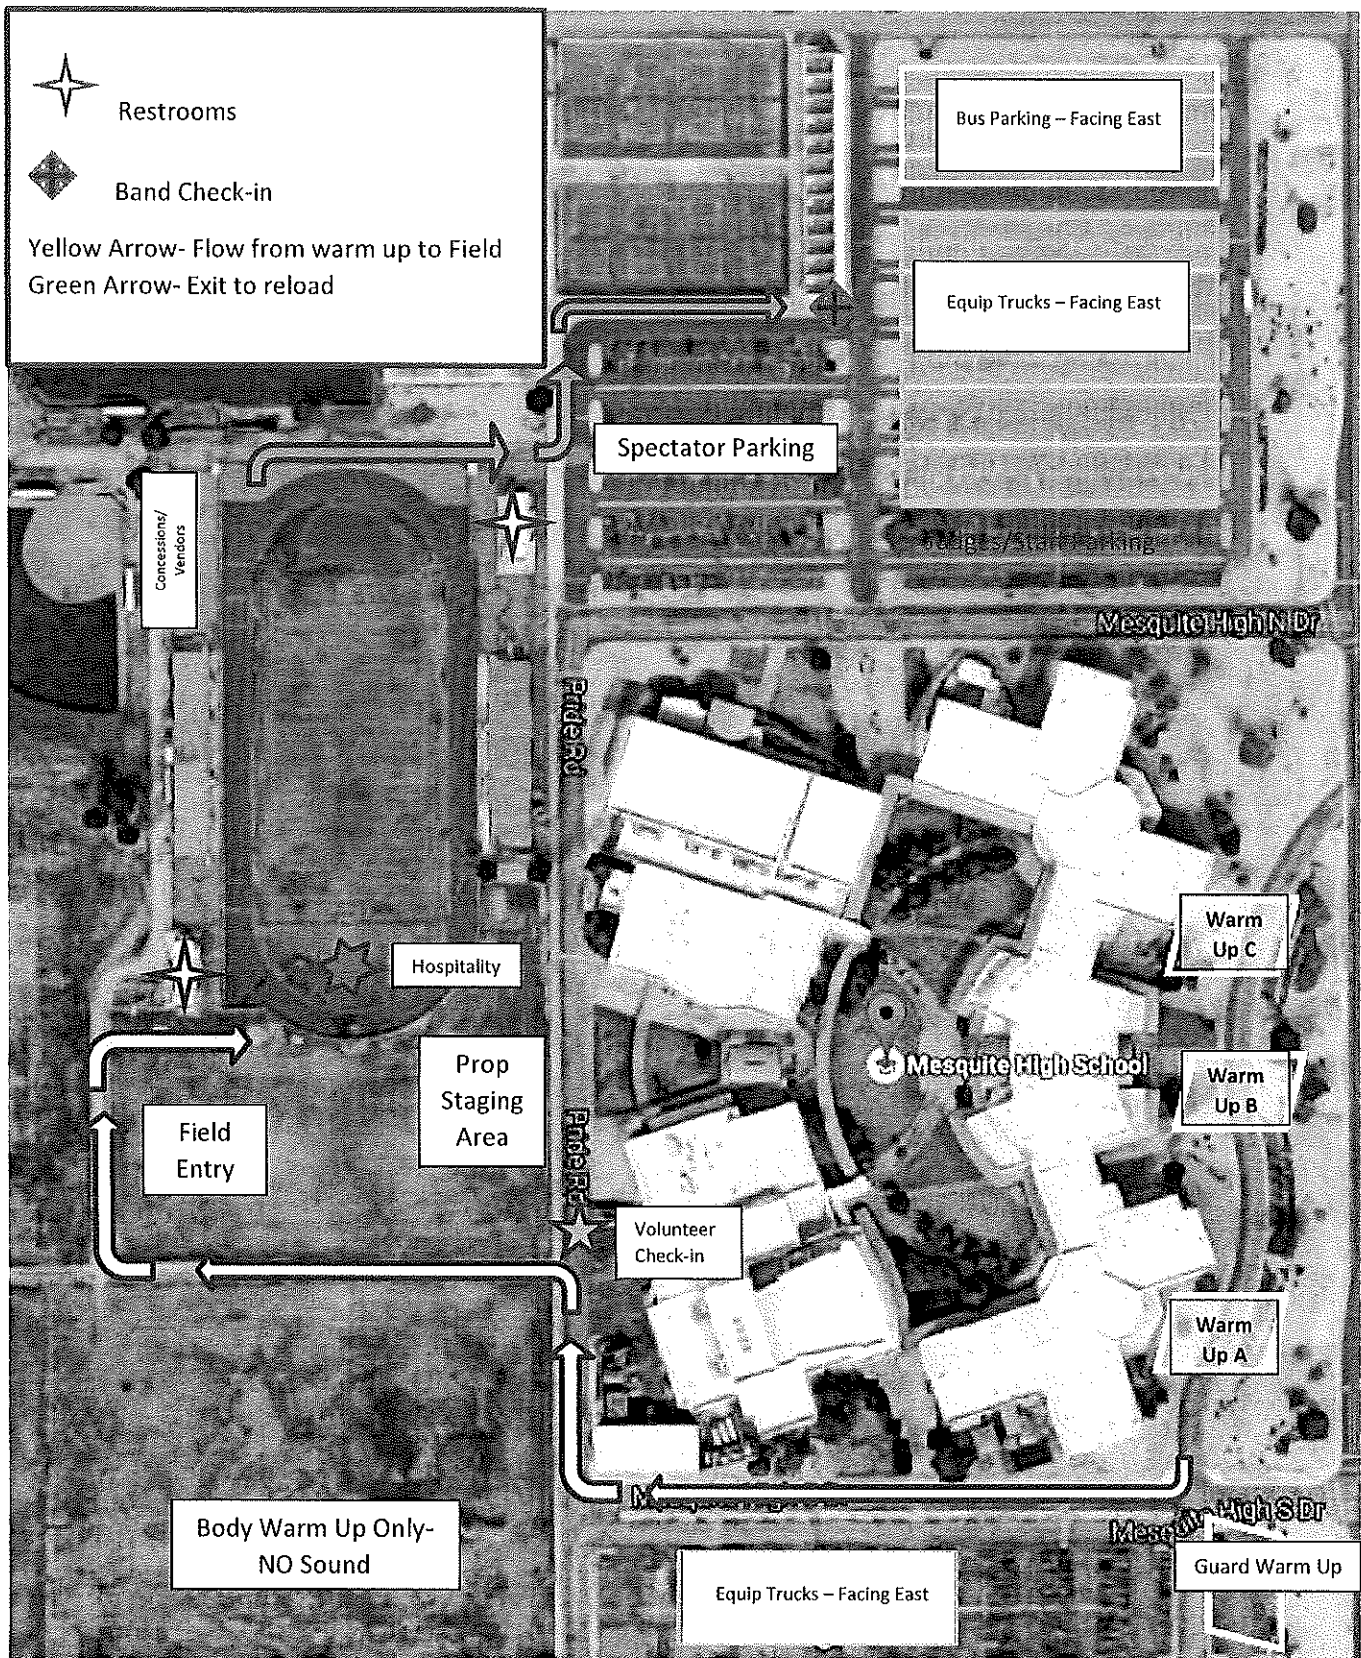 Restrooms
Band Check-in
Yellow Arrow- Flow from warm up to Field
Green Arrow- Exit to reload
Bus Parking – Facing East
Equip Trucks – Facing East
Spectator Parking
Concessions/
Vendors
Judges/Staff Parking
Mesquite High N Dr
Pride Rd
Warm
Up C
Hospitality
Mesquite High School
Prop
Staging
Area
Warm
Up B
Field
Entry
Pride Rd
Volunteer
Check-in
Warm
Up A
Mesquite High S Dr
Body Warm Up Only-
NO Sound
Guard Warm Up
Equip Trucks – Facing East